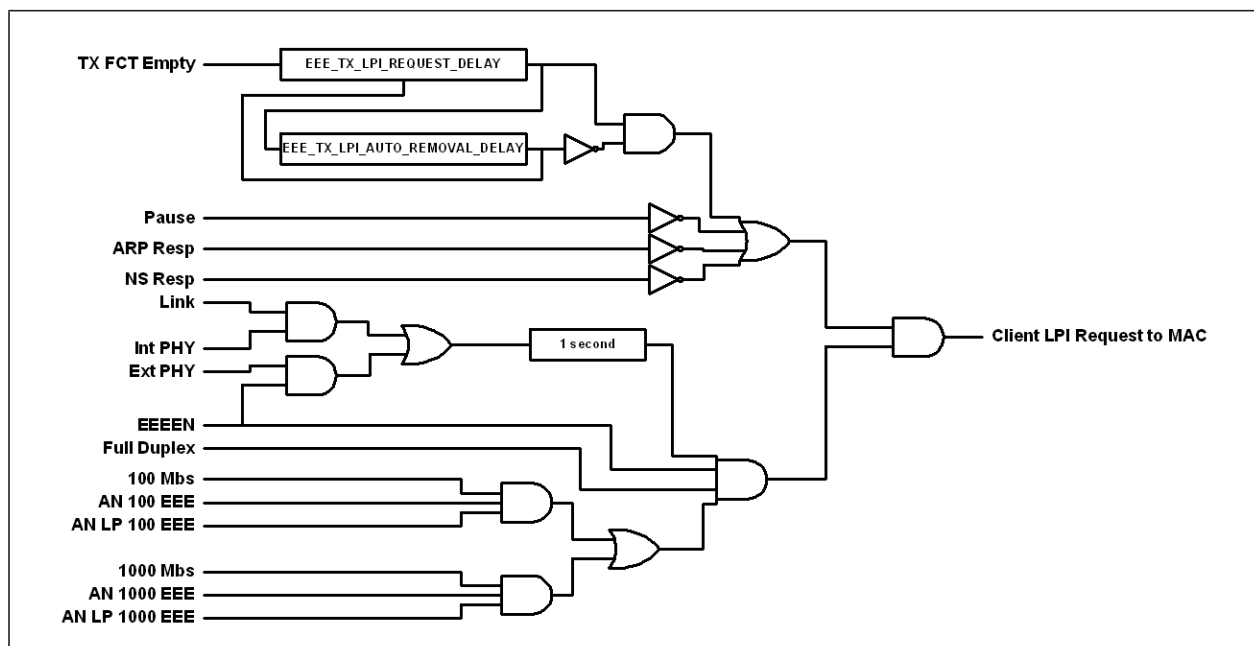 TX FCT Empty
EEE_TX_LPI_REQUEST_DELAY
EEE_TX_LPI_AUTO_REMOVAL_DELAY
Pause
ARP Resp
NS Resp
Link
Int PHY
Ext PHY
1 second
Client LPI Request to MAC
EEEEN
Full Duplex
100 Mbs
AN 100 EEE
AN LP 100 EEE
1000 Mbs
AN 1000 EEE
AN LP 1000 EEE